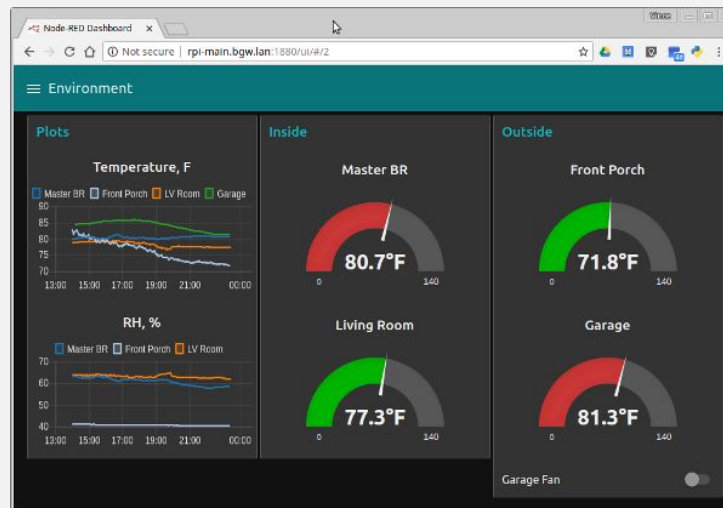 Vince
Node-RED Dashboard
Not secure | rpi-main.bgw.lan:1880/ui/#/2
Environment
Plots
Temperature, F
Master BR Front Porch LV Room Garage
90
85
80
75
70
13:00 15:00 17:00 19:00 21:00 00:00
RH, %
Master BR Front Porch LV Room
70
60
50
40
13:00 15:00 17:00 19:00 21:00 00:00
Inside
Master BR
80.7°F
0 140
Living Room
77.3°F
0 140
Outside
Front Porch
71.8°F
0 140
Garage
81.3°F
0 140
Garage Fan